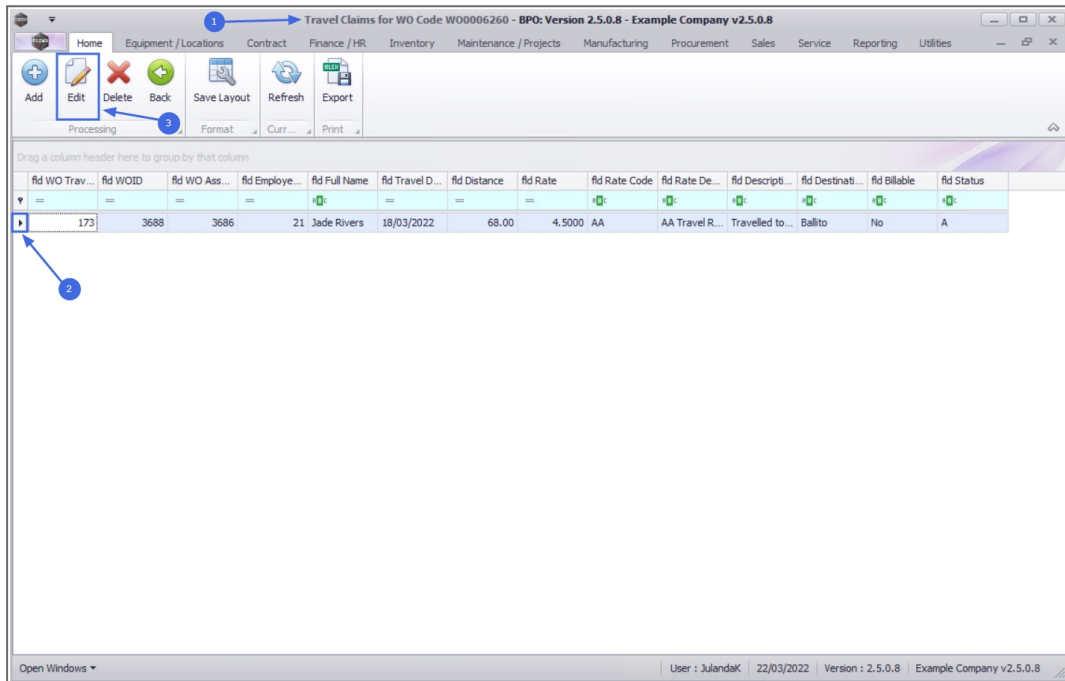 1
Travel Claims for WO Code WO0006260 - BPO: Version 2.5.0.8 - Example Company v2.5.0.8
Home Equipment / Locations Contract Finance / HR Inventory Maintenance / Projects Manufacturing Procurement Sales Service Reporting Utilities
Add Edit Delete Back Save Layout Refresh Export
3
Processing Format Curr... Print
Drag a column header here to group by that column
fld WO Trav... fld WOID fld WO Ass... fld Employe... fld Full Name fld Travel D... fld Distance fld Rate fld Rate Code fld Rate De... fld Descripti... fld Destinati... fld Billable fld Status
= = = = = = =
173 3688 3686 21 Jade Rivers 18/03/2022 68.00 4.5000 AA AA Travel R... Travelled to... Ballito No A
2
Open Windows User : JulandaK 22/03/2022 Version : 2.5.0.8 Example Company v2.5.0.8